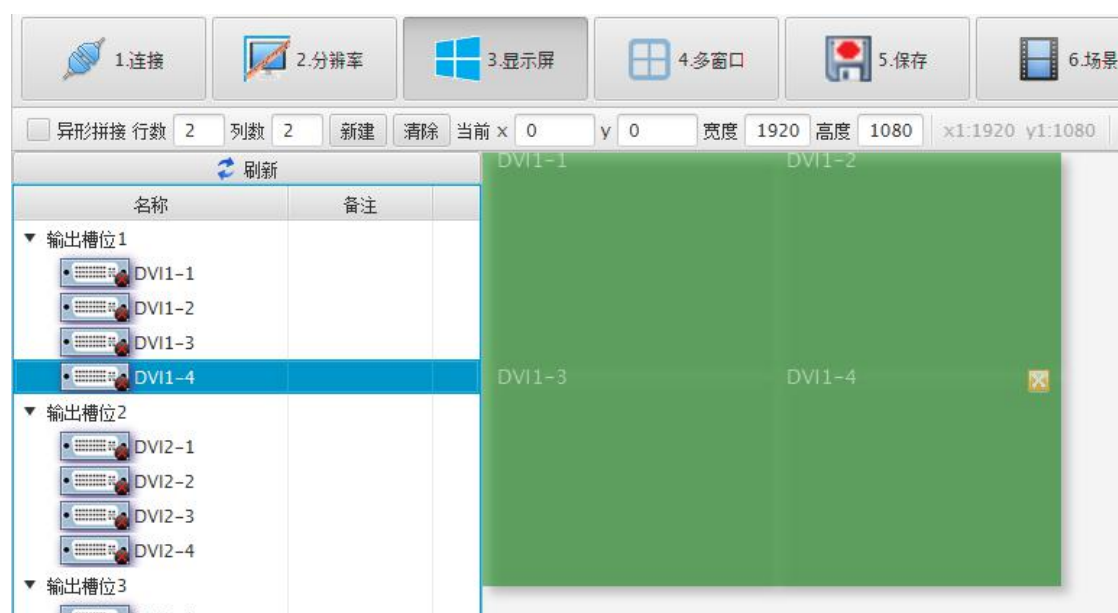 1.连接 2.分辨率 3.显示屏 4.多窗口 5.保存 6.场景
异形拼接 行数 2 列数 2 新建 清除 当前 x 0 y 0 宽度 1920 高度 1080 x1:1920 y1:1080
刷新
DVI1-1 DVI1-2
名称 备注
输出槽位1
DVI1-1
DVI1-2
DVI1-3
DVI1-4
DVI1-3 DVI1-4
输出槽位2
DVI2-1
DVI2-2
DVI2-3
DVI2-4
输出槽位3